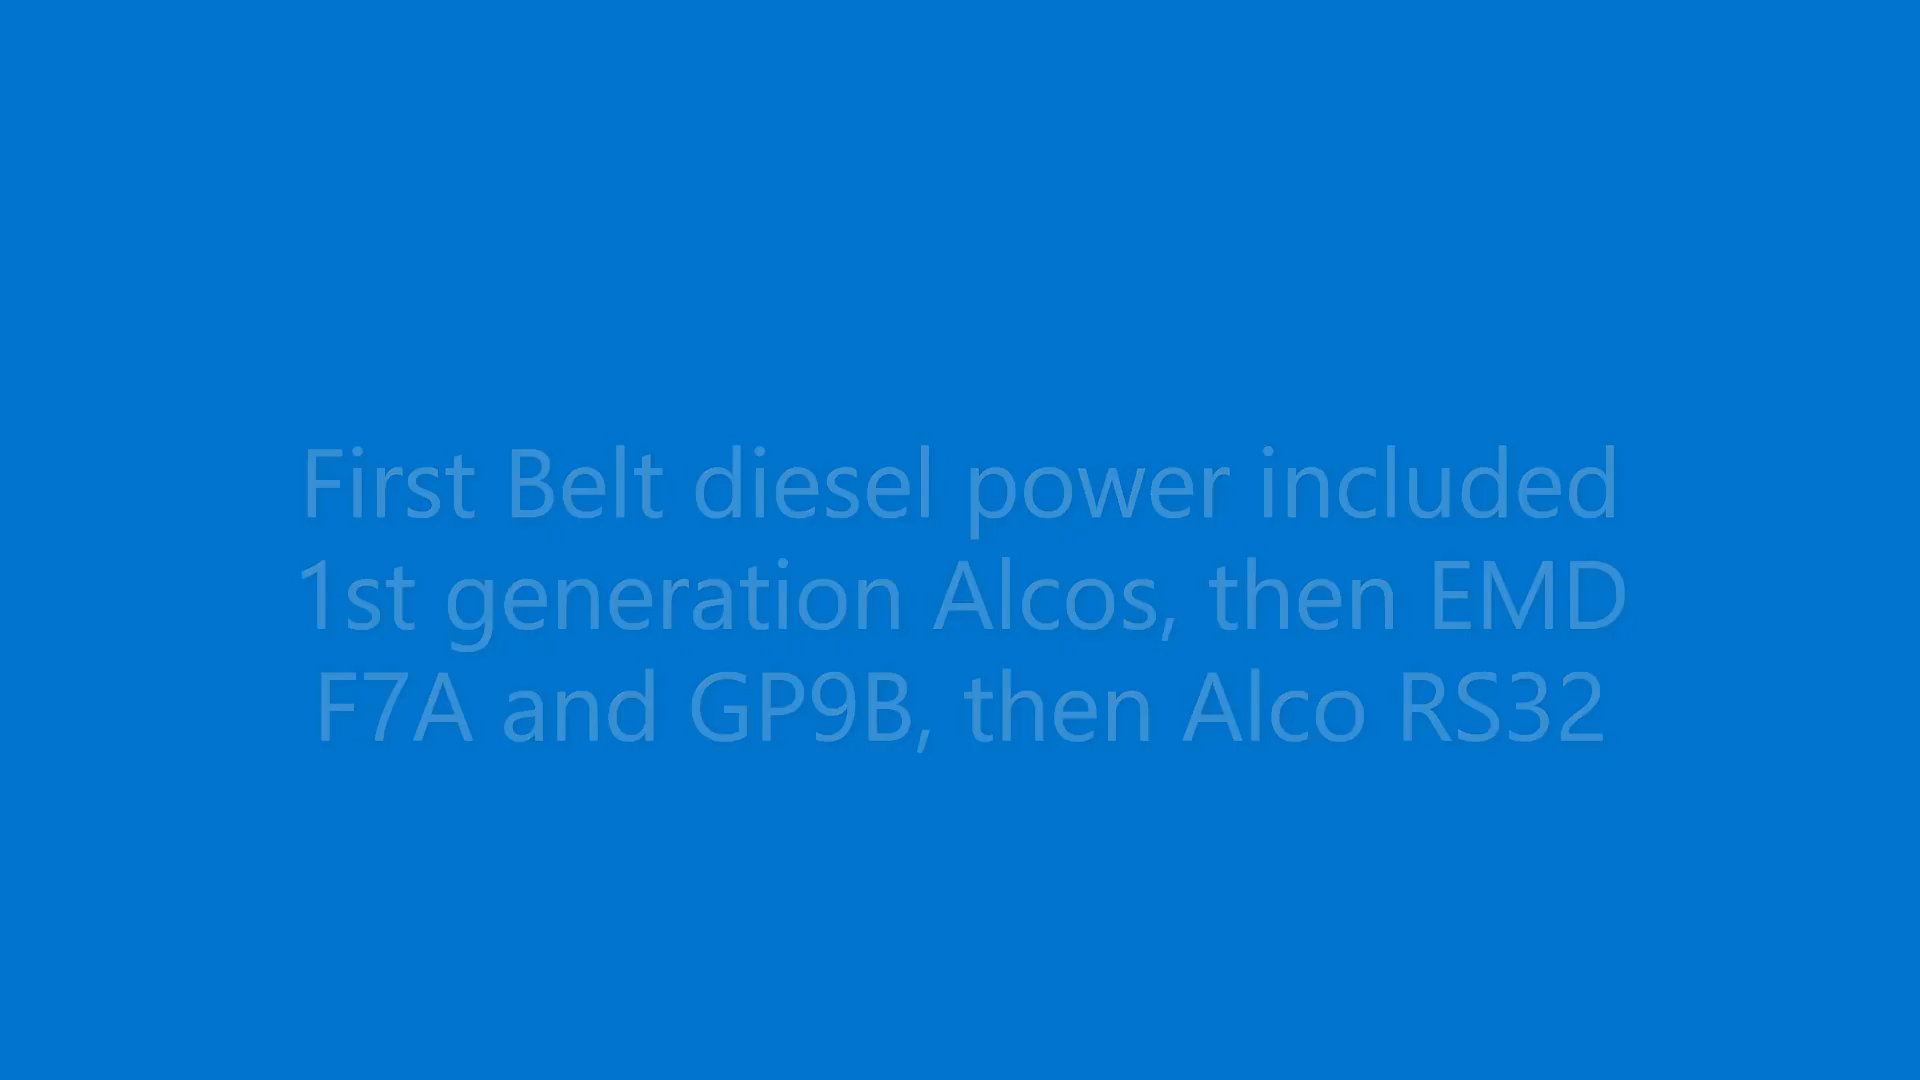 First Belt diesel power included
1st generation Alcos, then EMD
F7A and GP9B, then Alco RS32